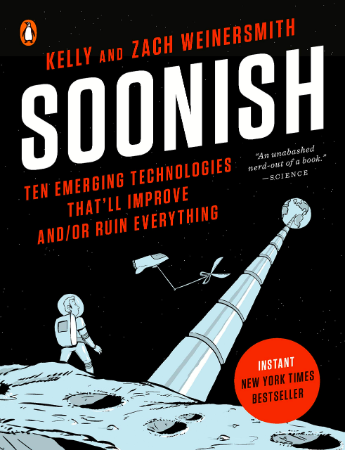 KELLY AND ZACH WEINERSMITH
SOONISH
"An unabashed
nerd-out of a book."
—SCIENCE
TEN EMERGING TECHNOLOGIES
THAT'LL IMPROVE
AND/OR RUIN EVERYTHING
INSTANT
NEW YORK TIMES
BESTSELLER